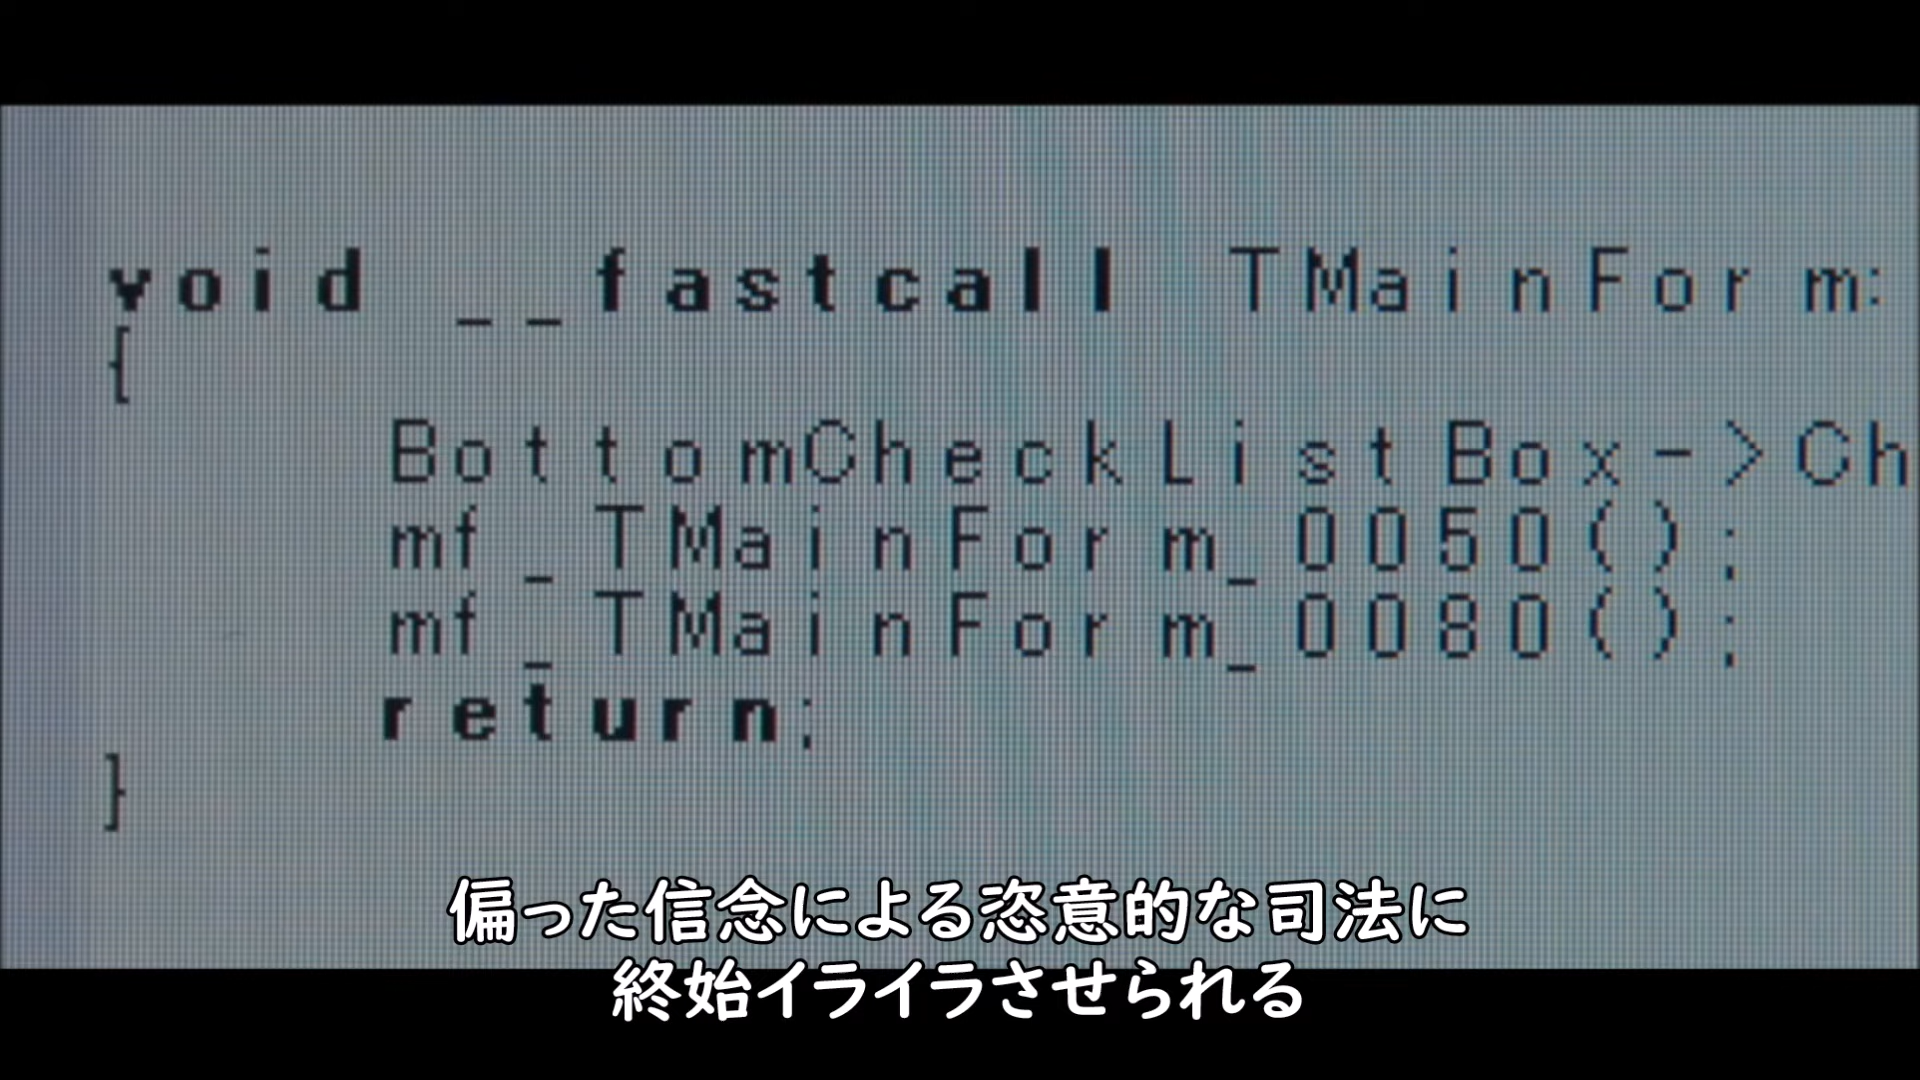 void __fastcall TMainForm:
{
BottomCheckListBox->Ch
mf_TMainForm_0050();
mf_TMainForm_0080();
return;
}
偏った信念による恣意的な司法に
終始イライラさせられる